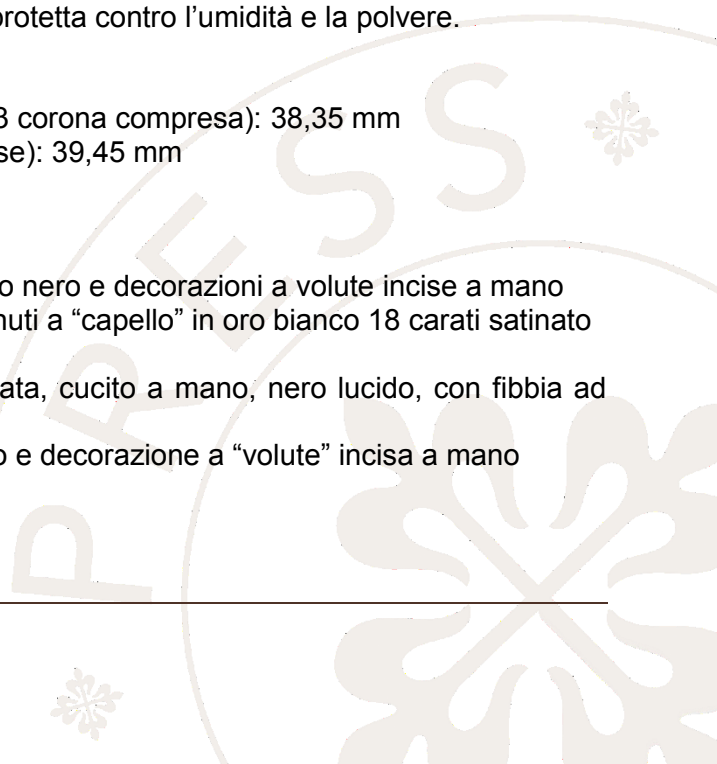 protetta contro l’umidità e la polvere.
3 corona compresa): 38,35 mm
se): 39,45 mm
o nero e decorazioni a volute incise a mano
nuti a “capello” in oro bianco 18 carati satinato
ata, cucito a mano, nero lucido, con fibbia ad
o e decorazione a “volute” incisa a mano
PRESS